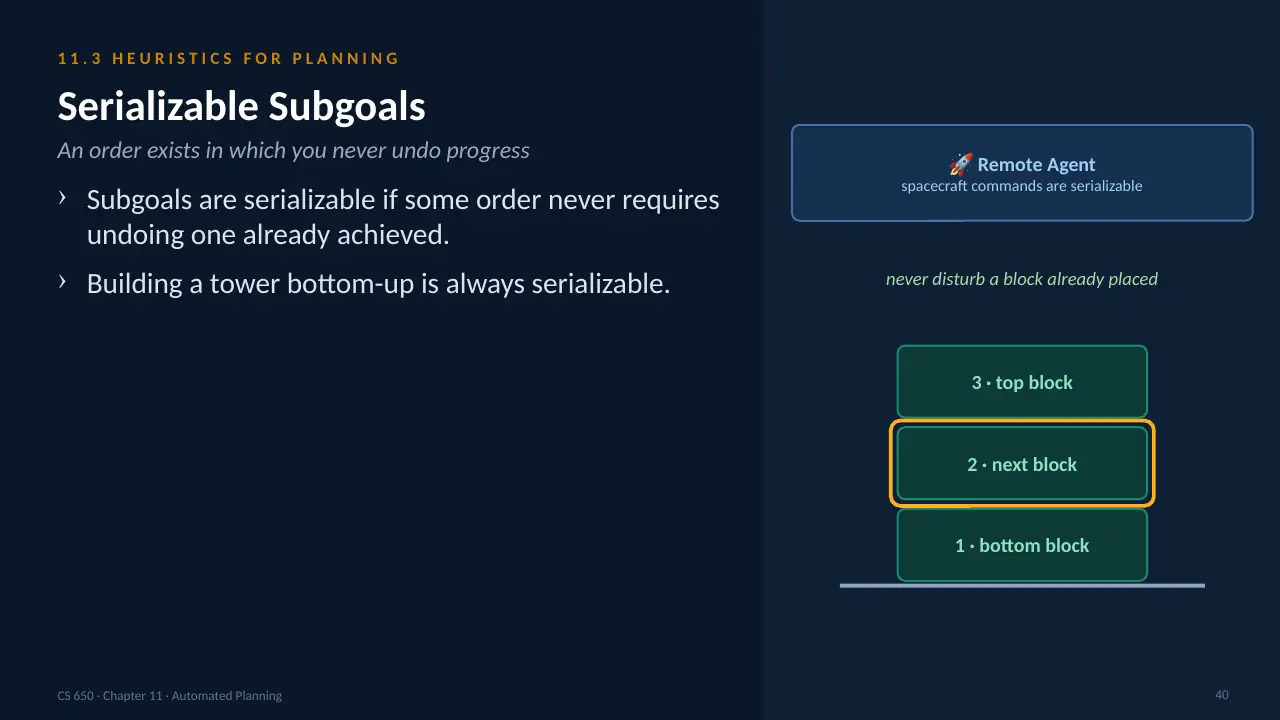 11.3 HEURISTICS FOR PLANNING
Serializable Subgoals
An order exists in which you never undo progress
› Subgoals are serializable if some order never requires
undoing one already achieved.
› Building a tower bottom-up is always serializable.
🚀 Remote Agent
spacecraft commands are serializable
never disturb a block already placed
3 · top block
2 · next block
1 · bottom block
CS 650 · Chapter 11 · Automated Planning
40